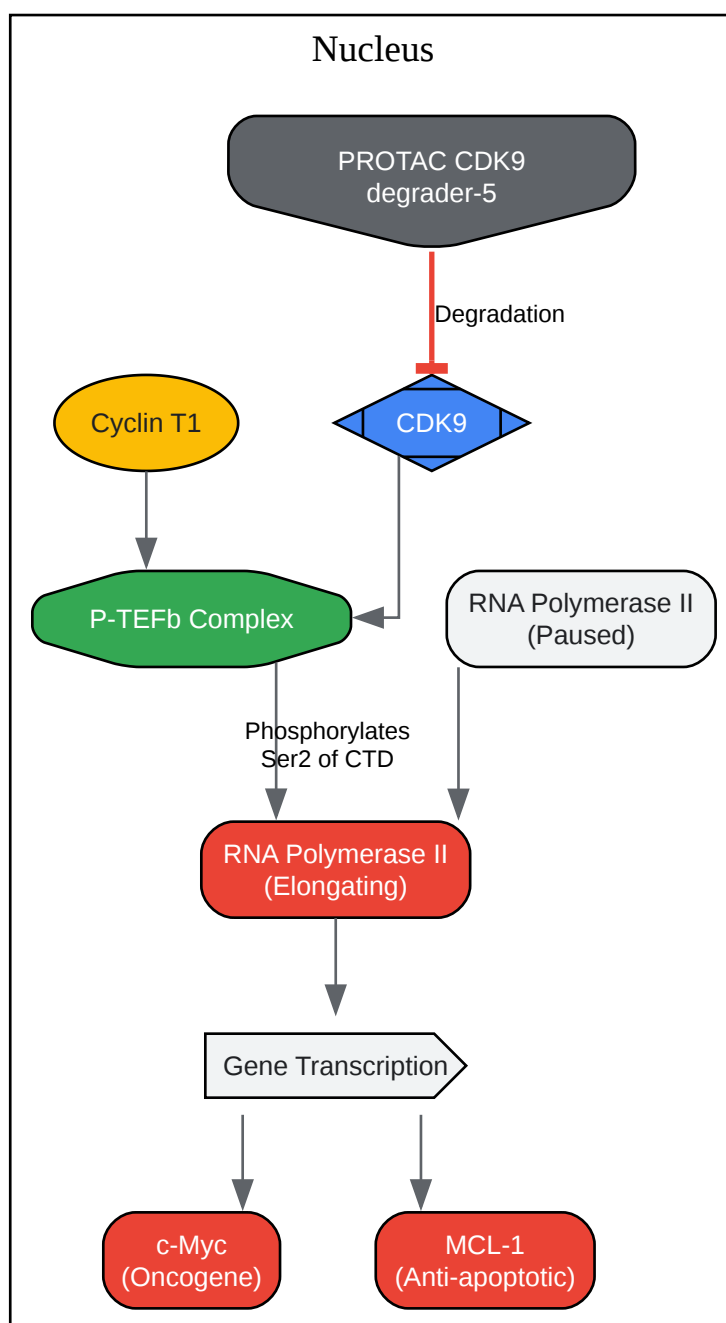 Nucleus
PROTAC CDK9
degrader-5
Degradation
Cyclin T1
CDK9
P-TEFb Complex
RNA Polymerase II
(Paused)
Phosphorylates
Ser2 of CTD
RNA Polymerase II
(Elongating)
Gene Transcription
c-Myc
(Oncogene)
MCL-1
(Anti-apoptotic)